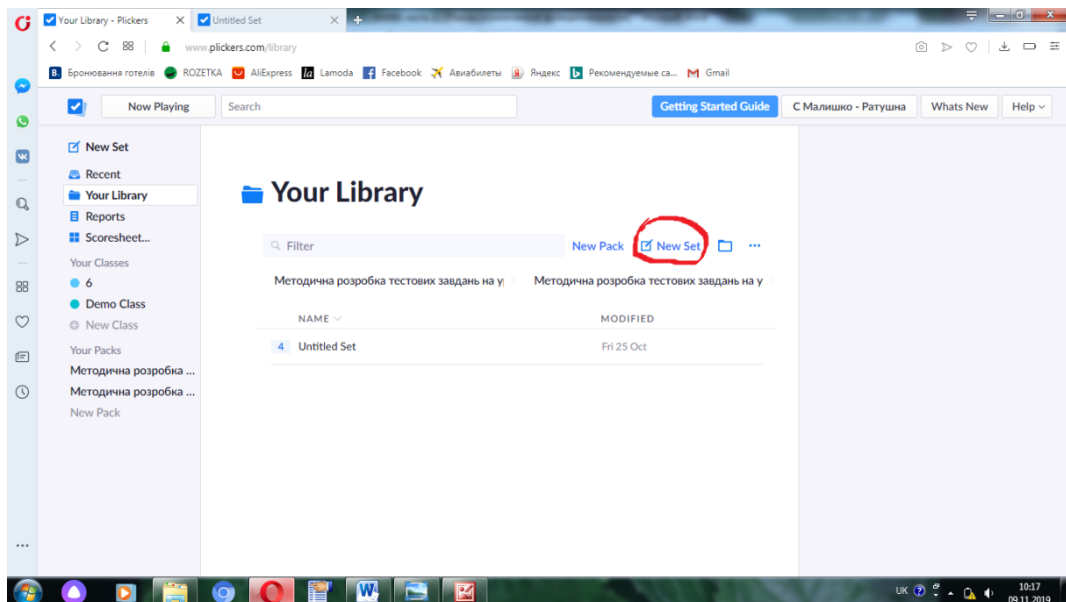 Your Library - Plickers
Untitled Set
www.plickers.com/library
Бронювання готелів ROZETKA AliExpress la Lamoda Facebook Авиабилеты Яндекс Рекомендуемые са... Gmail
Now Playing
Search
Getting Started Guide
С Малишко - Ратушна
Whats New
Help
New Set
Recent
Your Library
Reports
Scoresheet...
Your Classes
6
Demo Class
New Class
Your Packs
Методична розробка ...
Методична розробка ...
New Pack
Your Library
Filter
New Pack
New Set
Методична розробка тестових завдань на у
Методична розробка тестових завдань на у
NAME
MODIFIED
4 Untitled Set
Fri 25 Oct
UK
10:17
09.11.2019